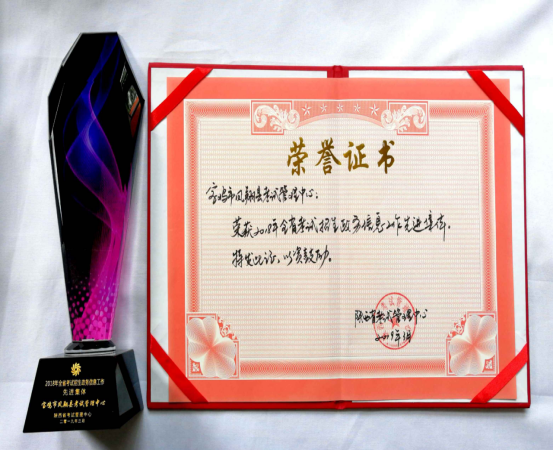 荣誉证书
宝鸡市凤翔县考试管理中心:
荣获2018年全省考试招生政务信息工作先进集体,
特发此证,以资鼓励。
陕西省考试管理中心
2019年3月
2018年全省考试招生政务信息工作
先进集体
宝鸡市凤翔县考试管理中心
陕西省考试管理中心
二零一九年三月